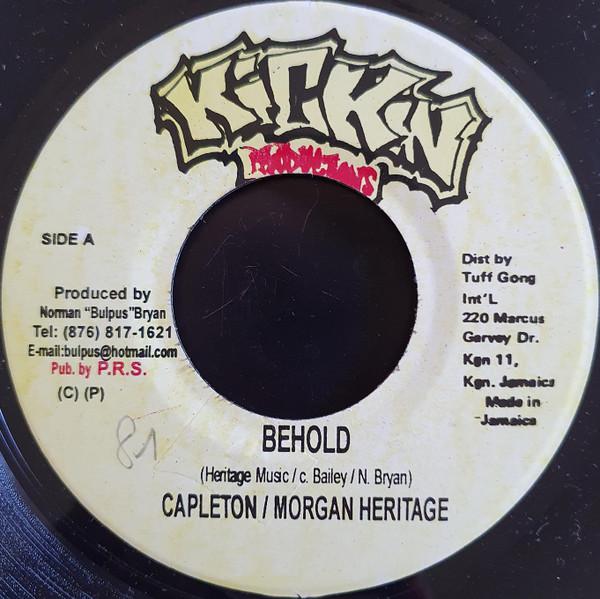 KiCKiN
PRODUCTIONS
SIDE A
Produced by
Norman "Bulpus"Bryan
Tel: (876) 817-1621
E-mail:bulpus@hotmail.com
Pub. by P.R.S.
(C) (P)
Dist by
Tuff Gong
Int'L
220 Marcus
Garvey Dr.
Kgn 11,
Kgn. Jamaica
Made in
Jamaica
81
BEHOLD
(Heritage Music / c. Bailey / N. Bryan)
CAPLETON / MORGAN HERITAGE